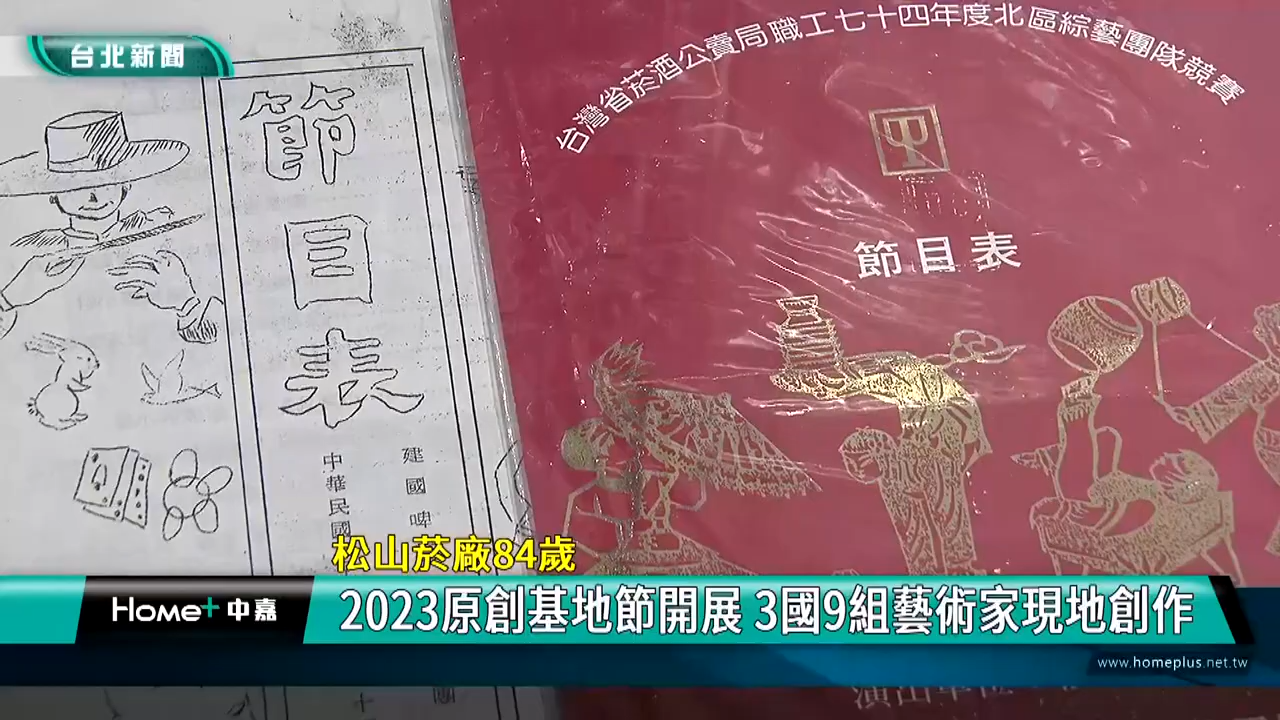 台北新聞
節目表
建國啤
中華民國
台灣省菸酒公賣局職工七十四年度北區綜藝團隊競賽
節目表
松山菸廠84歲
Home+ 中嘉
2023原創基地節開展 3國9組藝術家現地創作
www.homeplus.net.tw